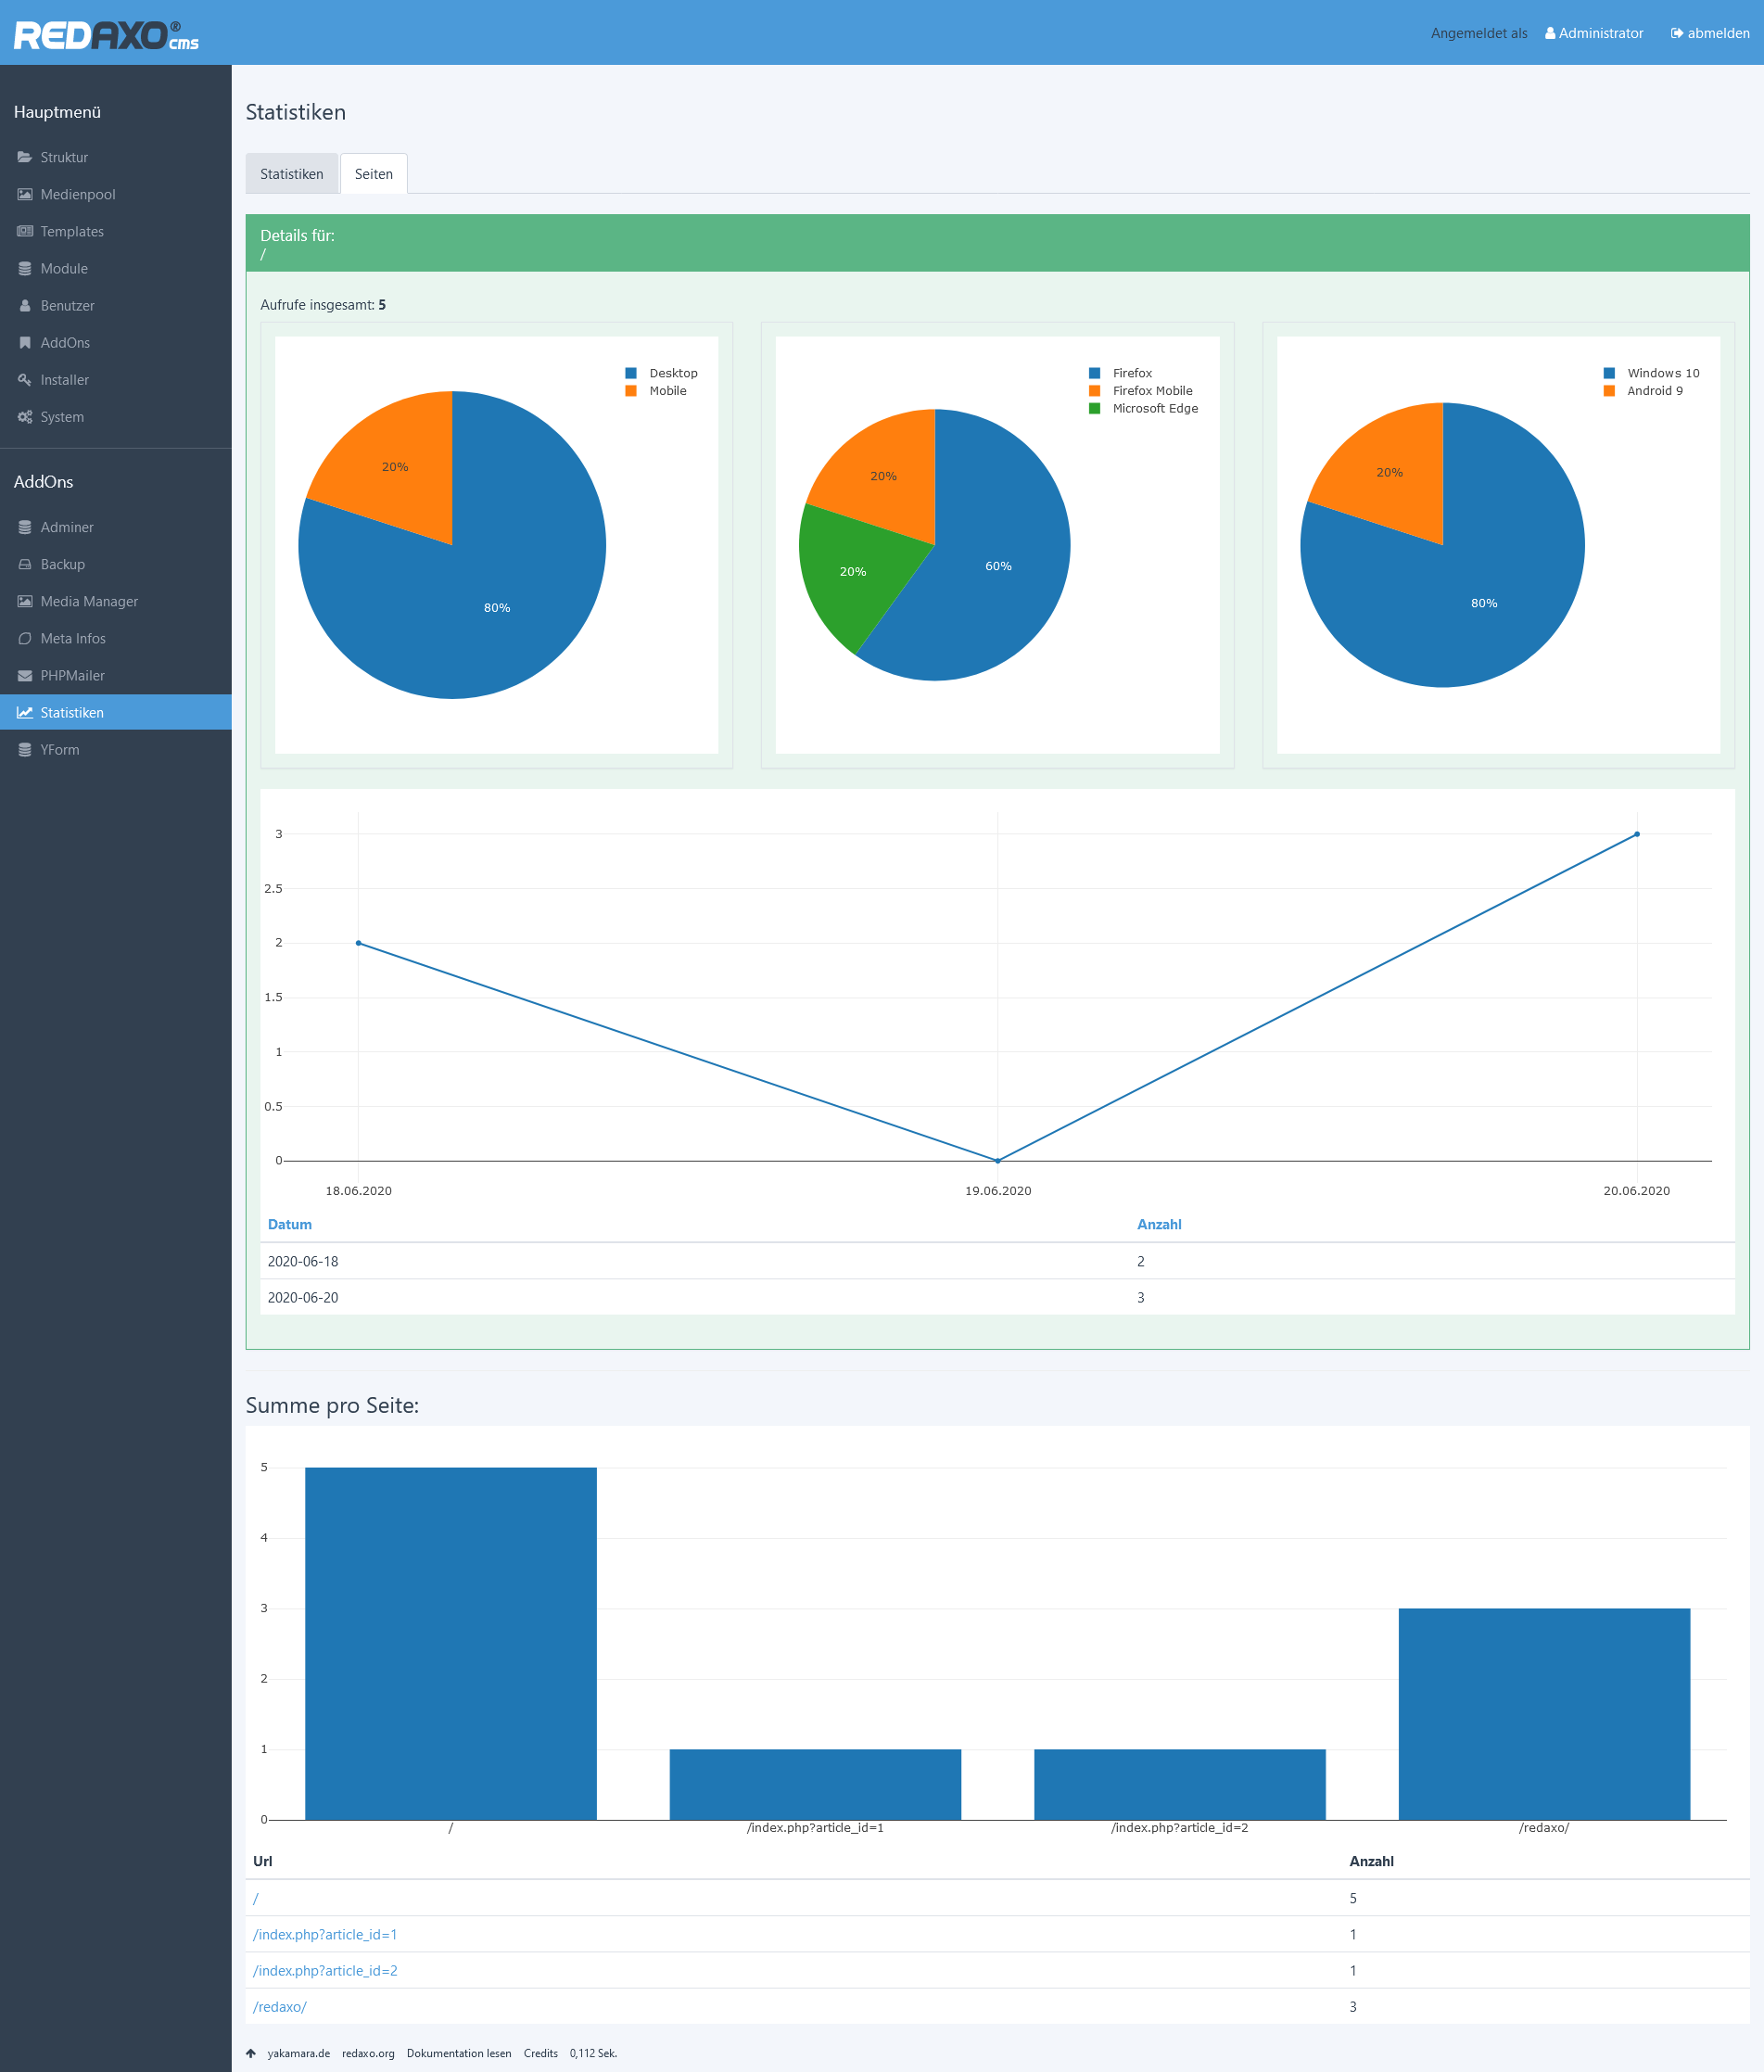 REDAXO® cms
Angemeldet als Administrator abmelden
Hauptmenü
Struktur
Medienpool
Templates
Module
Benutzer
AddOns
Installer
System
AddOns
Adminer
Backup
Media Manager
Meta Infos
PHPMailer
Statistiken
YForm
Statistiken
Statistiken Seiten
Details für:
/
Aufrufe insgesamt: 5
Desktop
Mobile
20%
80%
Firefox
Firefox Mobile
Microsoft Edge
20%
20%
60%
Windows 10
Android 9
20%
80%
3
2.5
2
1.5
1
0.5
0
18.06.2020 19.06.2020 20.06.2020
Datum Anzahl
2020-06-18 2
2020-06-20 3
Summe pro Seite:
5
4
3
2
1
0
/ /index.php?article_id=1 /index.php?article_id=2 /redaxo/
Url Anzahl
/ 5
/index.php?article_id=1 1
/index.php?article_id=2 1
/redaxo/ 3
yakamara.de redaxo.org Dokumentation lesen Credits 0,112 Sek.